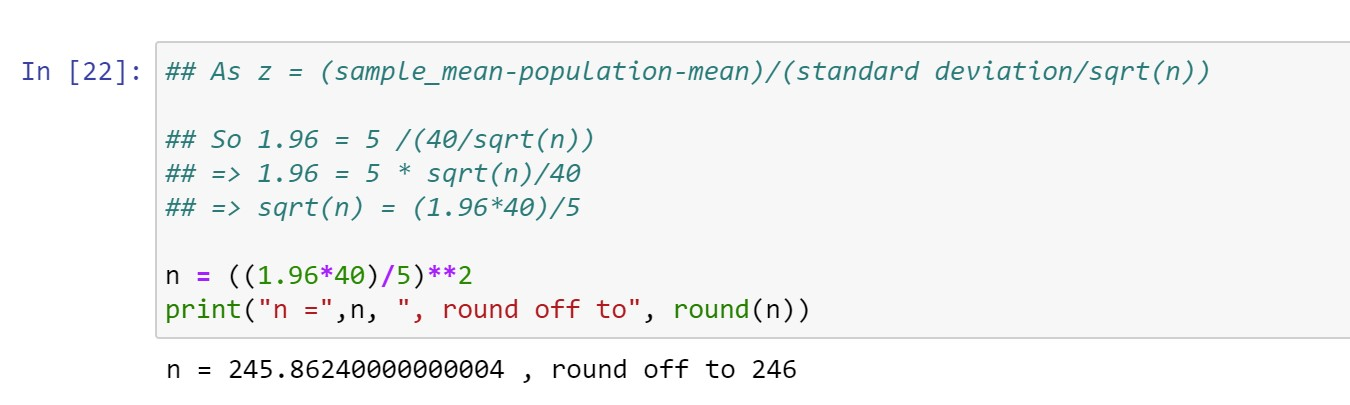 In [22]: ## As z = (sample_mean-population-mean)/(standard deviation/sqrt(n))
## So 1.96 = 5 /(40/sqrt(n))
## => 1.96 = 5 * sqrt(n)/40
## => sqrt(n) = (1.96*40)/5
n = ((1.96*40)/5)**2
print("n =",n, ", round off to", round(n))
n = 245.86240000000004 , round off to 246